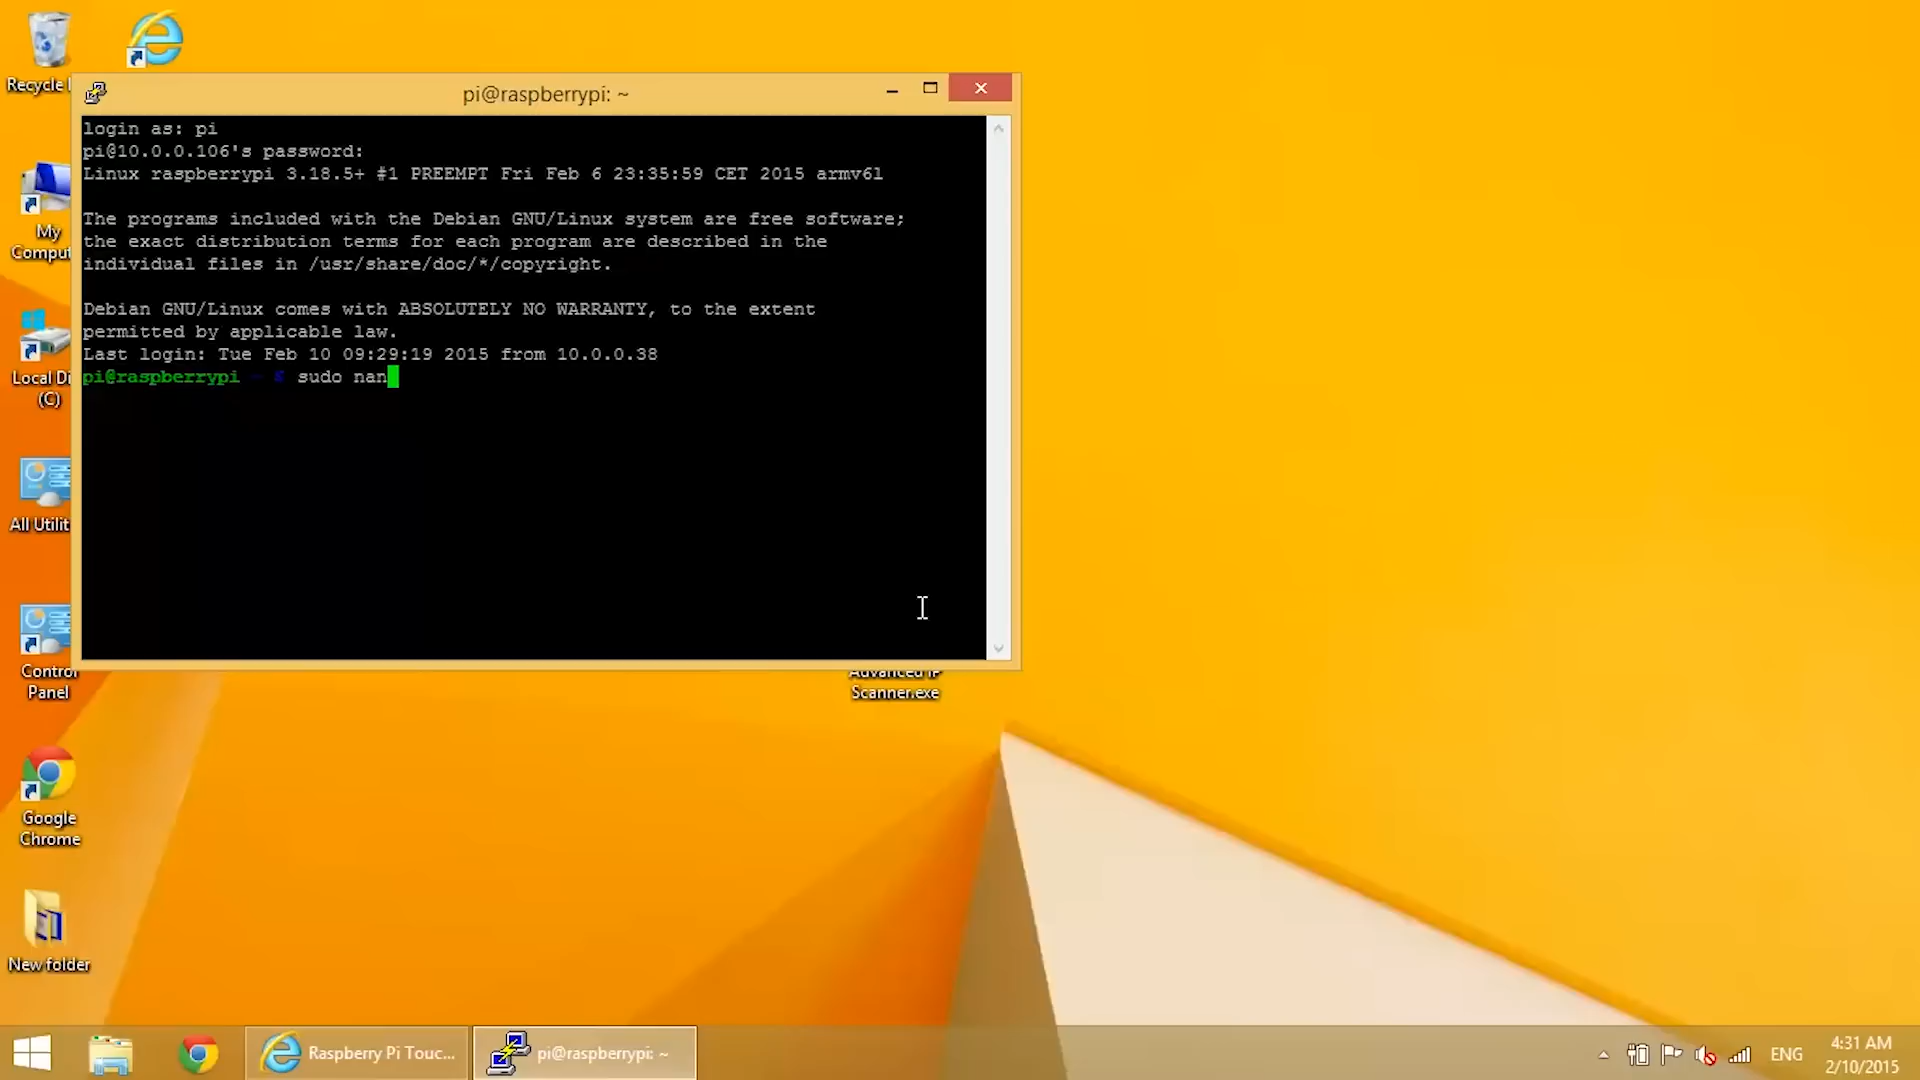 Recycle
pi@raspberrypi: ~
login as: pi
pi@10.0.0.106's password:
Linux raspberrypi 3.18.5+ #1 PREEMPT Fri Feb 6 23:35:59 CET 2015 armv6l
The programs included with the Debian GNU/Linux system are free software;
the exact distribution terms for each program are described in the
individual files in /usr/share/doc/*/copyright.
Debian GNU/Linux comes with ABSOLUTELY NO WARRANTY, to the extent
permitted by applicable law.
Last login: Tue Feb 10 09:29:19 2015 from 10.0.0.38
pi@raspberrypi ~ $ sudo nan
My
Comput
Local Di
(C)
All Utilit
Control
Panel
Google
Chrome
New folder
Advanced IP
Scanner.exe
Raspberry Pi Touc...
pi@raspberrypi: ~
ENG
4:31 AM
2/10/2015